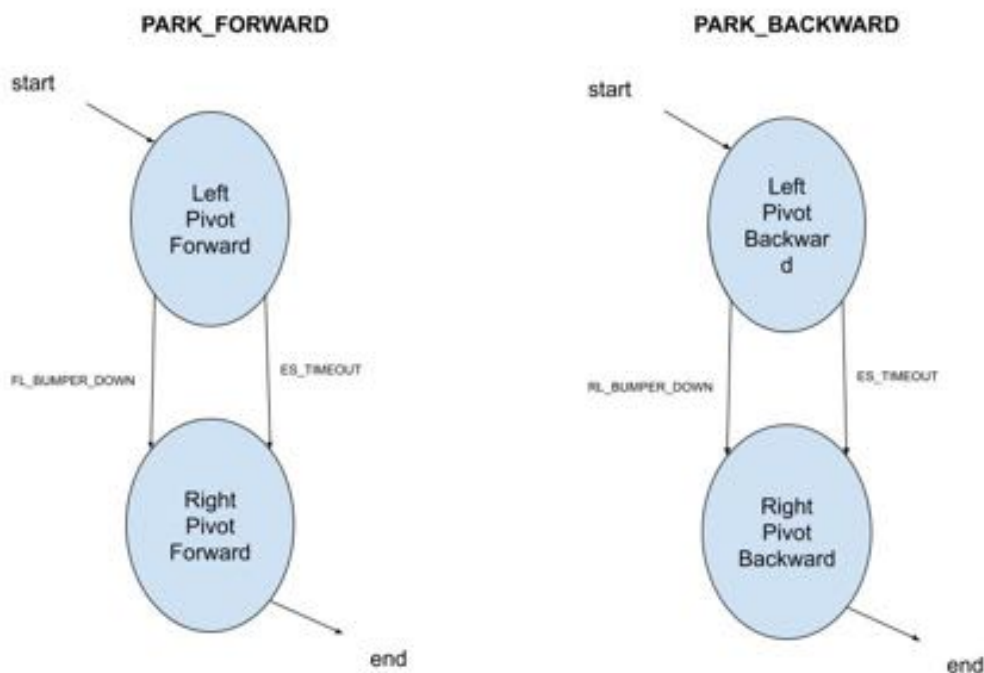 PARK_FORWARD
start
Left
Pivot
Forward
FL_BUMPER_DOWN
ES_TIMEOUT
Right
Pivot
Forward
end
PARK_BACKWARD
start
Left
Pivot
Backwar
d
RL_BUMPER_DOWN
ES_TIMEOUT
Right
Pivot
Backward
end